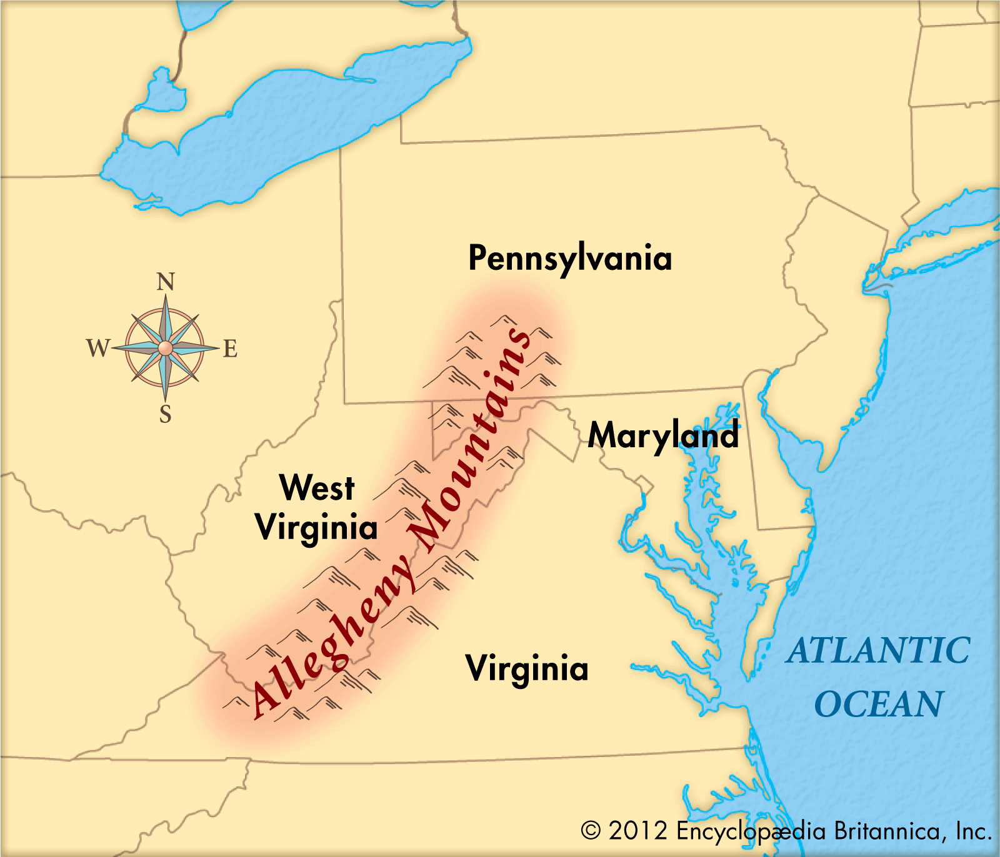 Pennsylvania
N
W
E
S
Maryland
West
Virginia
Allegheny Mountains
Virginia
ATLANTIC
OCEAN
© 2012 Encyclopædia Britannica, Inc.